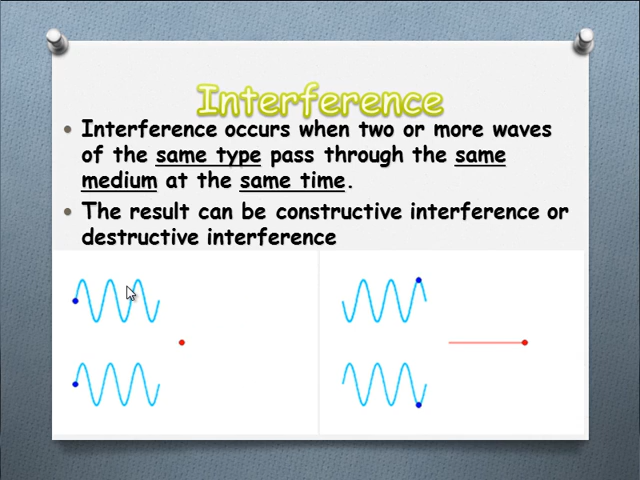 Interference
Interference occurs when two or more waves
of the same type pass through the same
medium at the same time.
The result can be constructive interference or
destructive interference